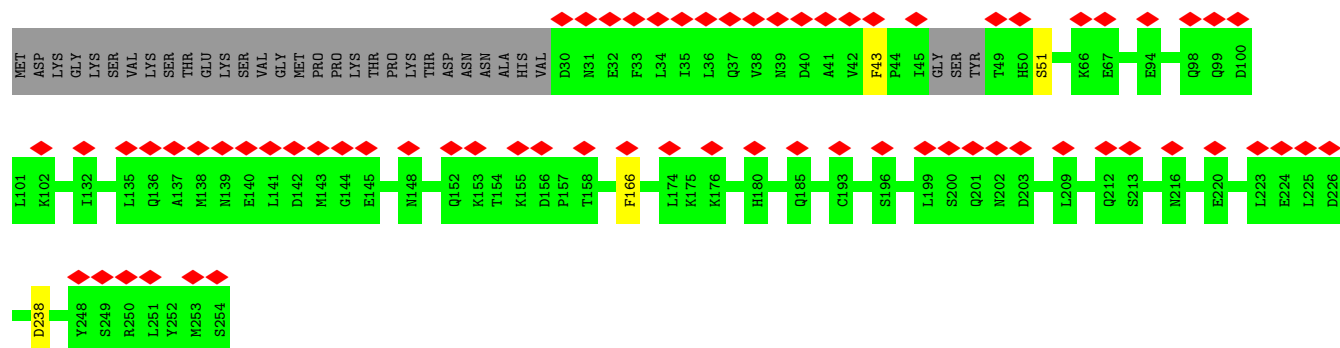 MET ASP LYS GLY LYS SER VAL LYS SER THR GLU LYS SER VAL GLY MET PRO PRO LYS THR PRO LYS THR ASP ASN ASN ALA HIS VAL D30 N31 E32 F33 L34 I35 L36 Q37 V38 N39 D40 A41 V42 F43 P44 I45 GLY SER TYR T49 H50 S51 K66 E67 E94 Q98 Q99 D100
L101 K102 I132 L135 Q136 A137 M138 N139 E140 L141 D142 M143 G144 E145 N148 Q152 K153 T154 K155 D156 P157 T158 F166 L174 K175 K176 H180 Q185 C193 S196 L199 S200 Q201 N202 D203 L209 Q212 S213 N216 E220 L223 E224 L225 D226
D238 Y248 S249 R250 L251 Y252 M253 S254